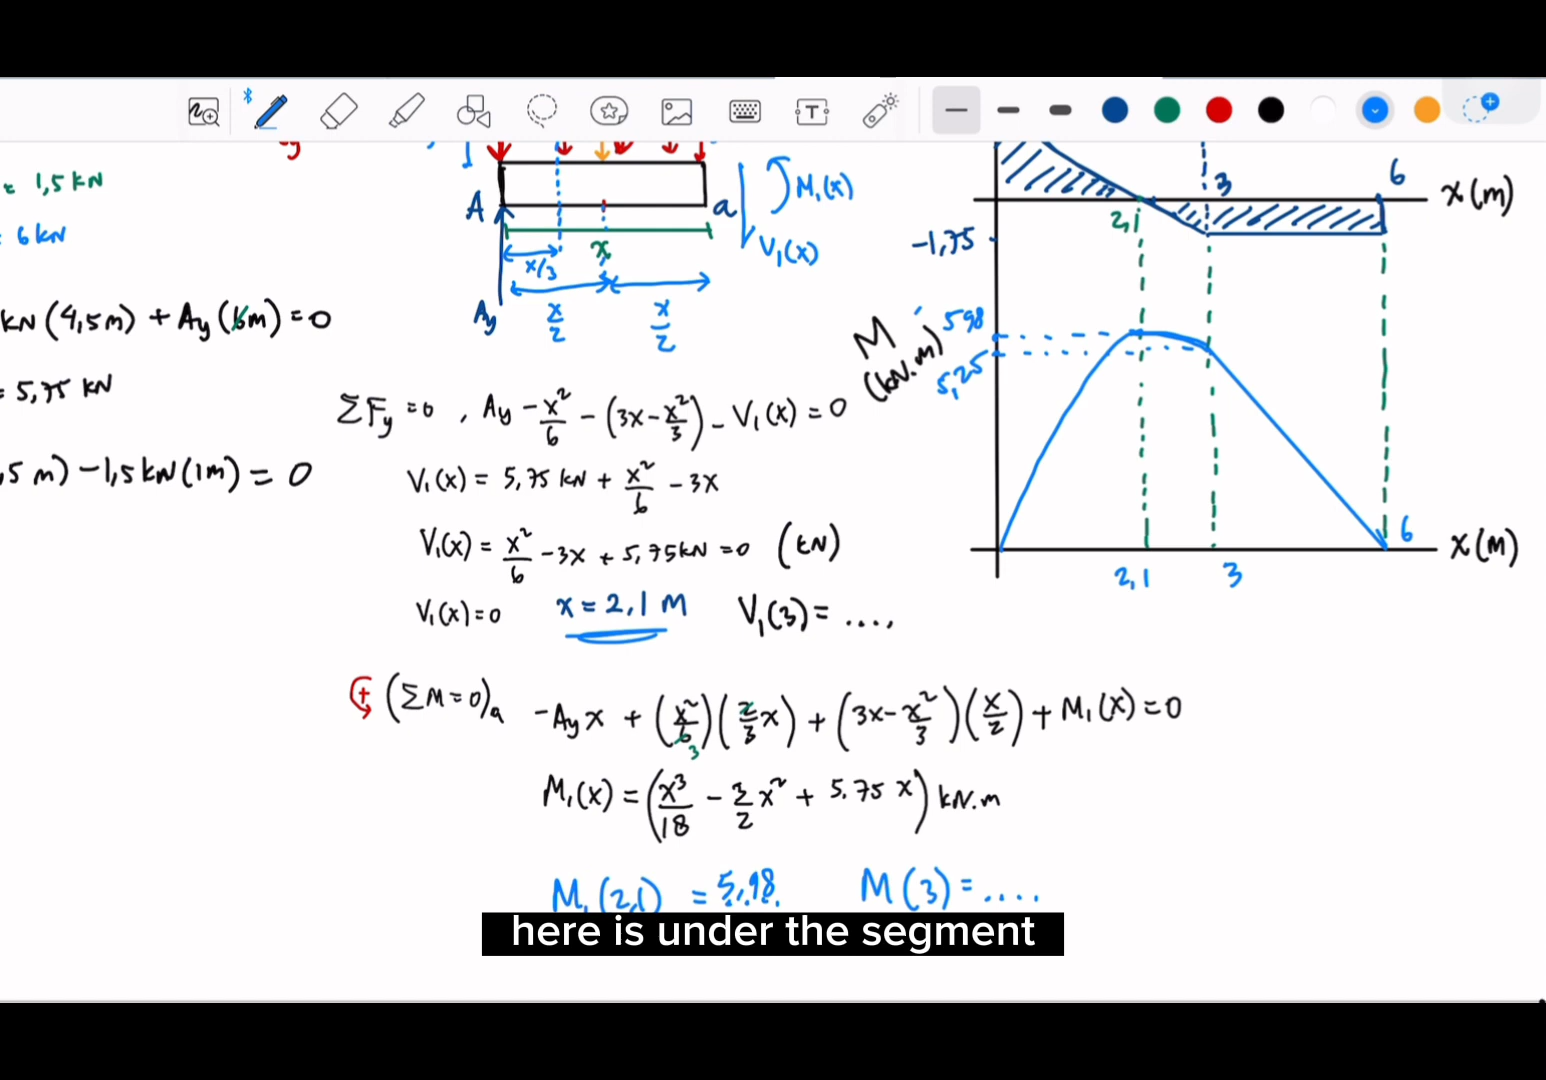 = 1,5 kN
= 6 kN
kN (4,5m) + Ay (6m) = 0
= 5,75 kN
,5 m) - 1,5 kN (1m) = 0
A
a
M₁(x)
V₁(x)
x
x/3
Ay
x/2
x/2
ΣFy = 0 , Ay - x²/6 - (3x - x²/3) - V₁(x) = 0
V₁(x) = 5,75 kN + x²/6 - 3x
V₁(x) = x²/6 - 3x + 5,75kN = 0 (kN)
V₁(x) = 0 x = 2,1 m V₁(3) = ....
+ (ΣM = 0)a - Ay x + (x²/6)(2/3 x) + (3x - x²/3)(x/2) + M₁(x) = 0
3
M₁(x) = (x³/18 - 3/2 x² + 5.75 x) kN.m
M₁(2,1) = 5,98 M(3) = ....
3
6
x(m)
2,1
-1,75
M
(kN.m)
5,98
5,25
6
x(m)
2,1
3
here is under the segment